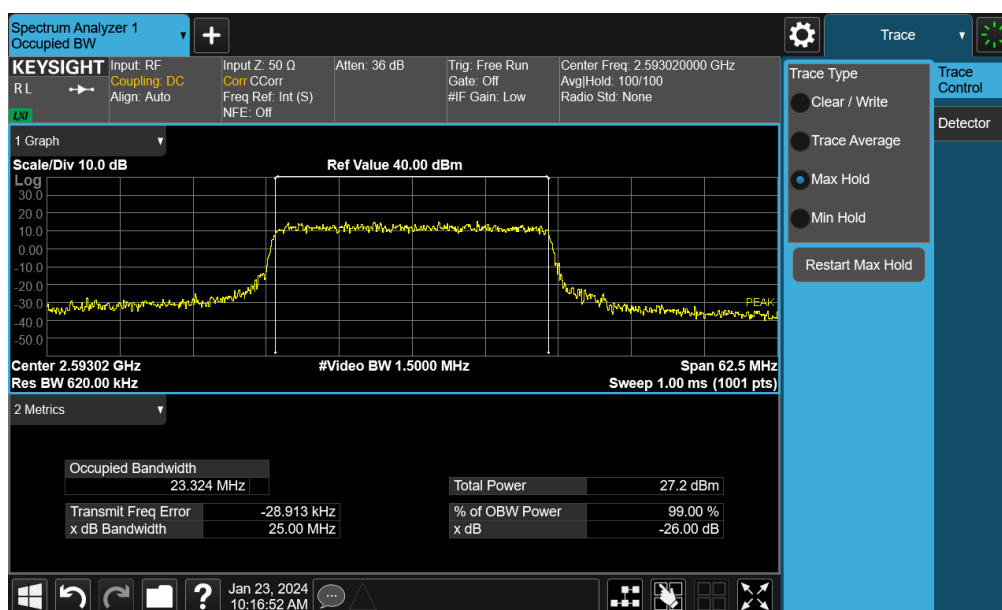 Spectrum Analyzer 1
Occupied BW
Trace
KEYSIGHT
R L
LXI
Input: RF
Coupling: DC
Align: Auto
Input Z: 50 Ω
Corr CCorr
Freq Ref: Int (S)
NFE: Off
Atten: 36 dB
Trig: Free Run
Gate: Off
#IF Gain: Low
Center Freq: 2.593020000 GHz
Avg|Hold: 100/100
Radio Std: None
Trace Type
Clear / Write
Trace Average
Max Hold
Min Hold
Restart Max Hold
Trace
Control
Detector
1 Graph
Scale/Div 10.0 dB
Ref Value 40.00 dBm
Log
30.0
20.0
10.0
0.00
-10.0
-20.0
-30.0
-40.0
-50.0
PEAK
Center 2.59302 GHz
#Video BW 1.5000 MHz
Span 62.5 MHz
Res BW 620.00 kHz
Sweep 1.00 ms (1001 pts)
2 Metrics
Occupied Bandwidth
23.324 MHz
Total Power 27.2 dBm
Transmit Freq Error -28.913 kHz
% of OBW Power 99.00 %
x dB Bandwidth 25.00 MHz
x dB -26.00 dB
?
Jan 23, 2024
10:16:52 AM